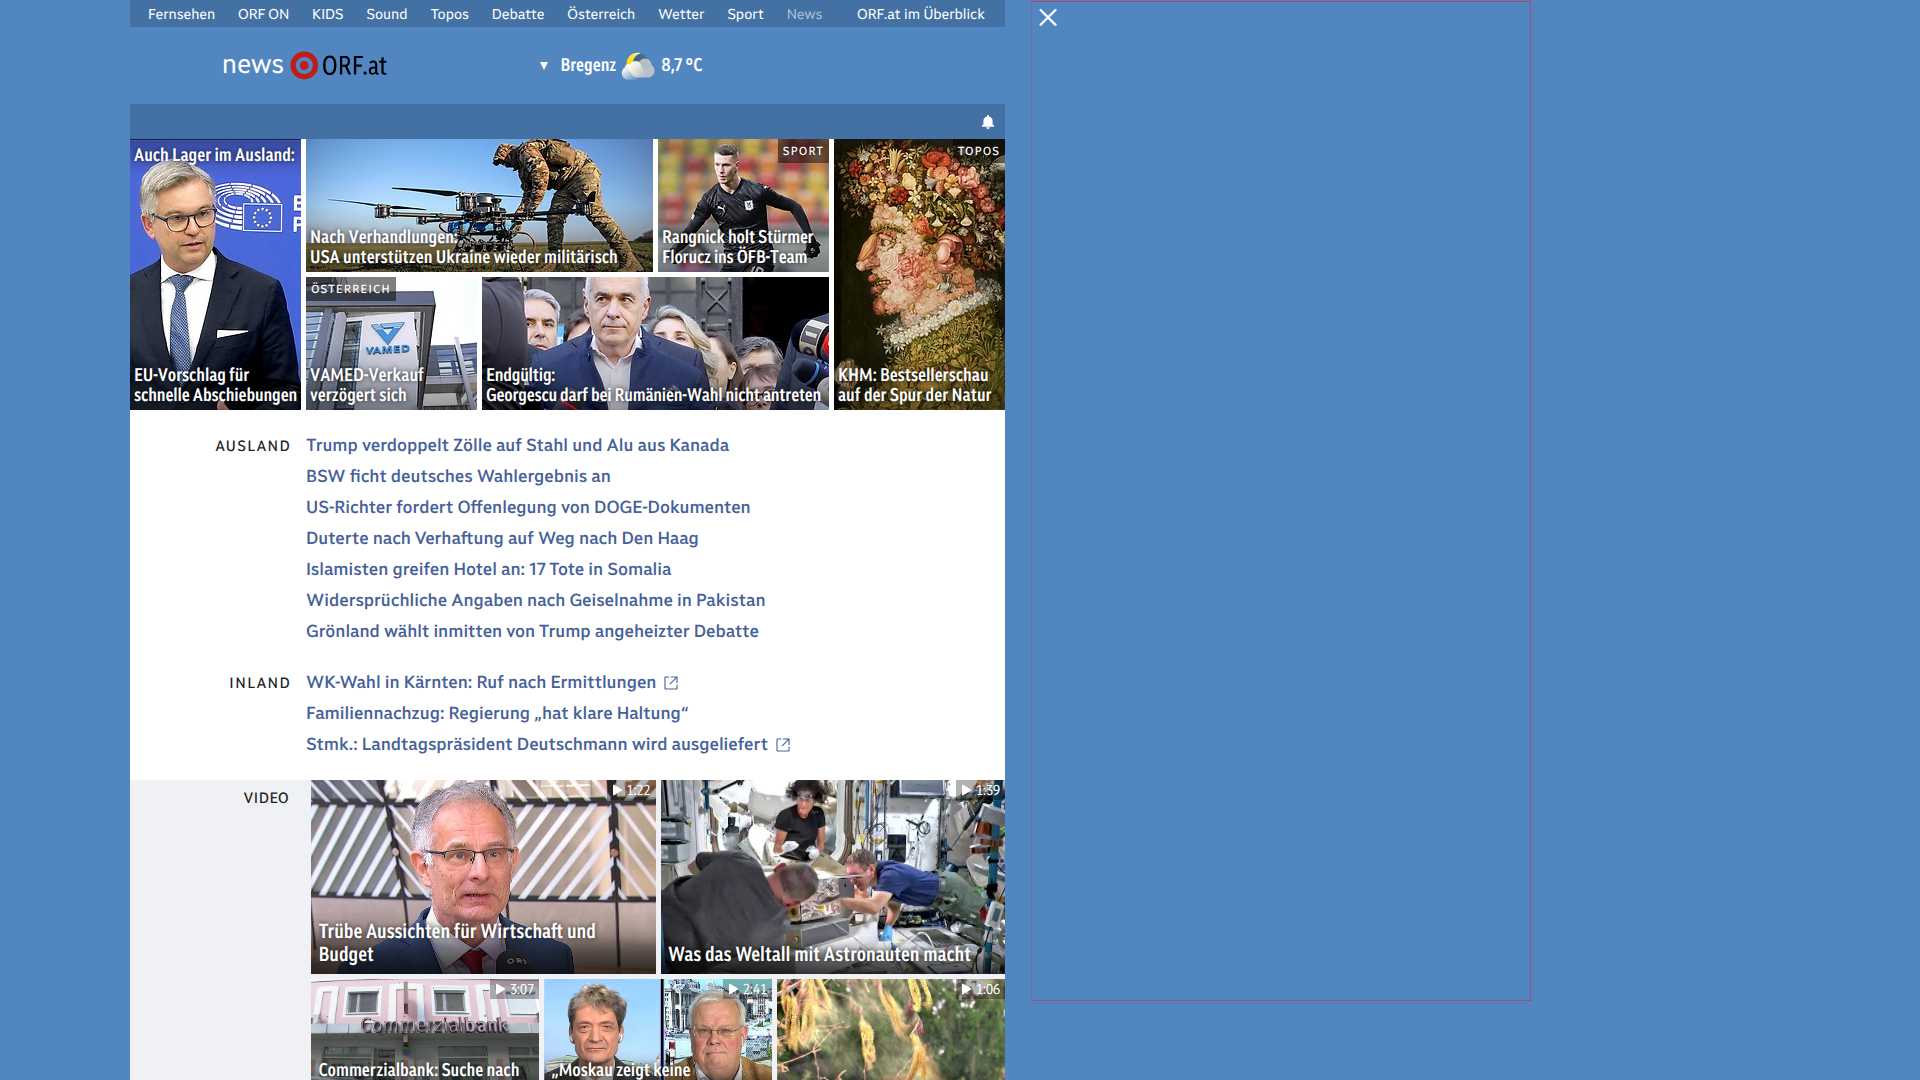 Fernsehen ORF ON KIDS Sound Topos Debatte Österreich Wetter Sport News ORF.at im Überblick
news ORF.at
Bregenz 8,7 °C
Auch Lager im Ausland:
EU-Vorschlag für
schnelle Abschiebungen
Nach Verhandlungen:
USA unterstützen Ukraine wieder militärisch
SPORT
Rangnick holt Stürmer
Florucz ins ÖFB-Team
TOPOS
KHM: Bestsellerschau
auf der Spur der Natur
ÖSTERREICH
VAMED
VAMED-Verkauf
verzögert sich
Endgültig:
Georgescu darf bei Rumänien-Wahl nicht antreten
AUSLAND
Trump verdoppelt Zölle auf Stahl und Alu aus Kanada
BSW ficht deutsches Wahlergebnis an
US-Richter fordert Offenlegung von DOGE-Dokumenten
Duterte nach Verhaftung auf Weg nach Den Haag
Islamisten greifen Hotel an: 17 Tote in Somalia
Widersprüchliche Angaben nach Geiselnahme in Pakistan
Grönland wählt inmitten von Trump angeheizter Debatte
INLAND
WK-Wahl in Kärnten: Ruf nach Ermittlungen
Familiennachzug: Regierung „hat klare Haltung“
Stmk.: Landtagspräsident Deutschmann wird ausgeliefert
VIDEO
1:22
Trübe Aussichten für Wirtschaft und
Budget
1:39
Was das Weltall mit Astronauten macht
3:07
Commerzialbank
Commerzialbank: Suche nach
2:41
„Moskau zeigt keine
1:06